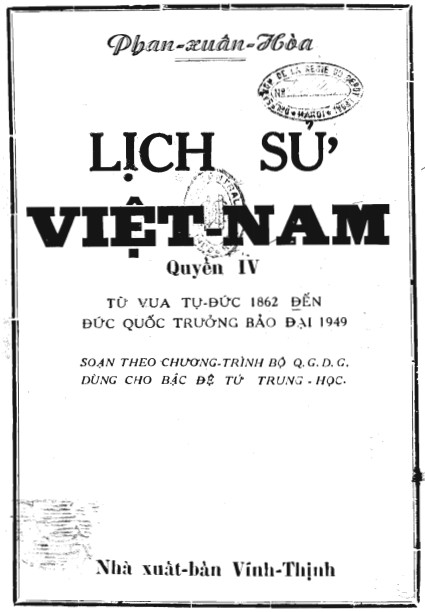 Phan-xuân-Hòa
LỊCH SỬ
VIỆT-NAM
Quyển IV
TỪ VUA TỰ-ĐỨC 1862 ĐẾN
ĐỨC QUỐC TRƯỞNG BẢO ĐẠI 1949
SOẠN THEO CHƯƠNG-TRÌNH BỘ Q.G.D.G.
DÙNG CHO BẬC ĐỆ TỨ TRUNG-HỌC.
Nhà xuất-bản Vĩnh-Thịnh